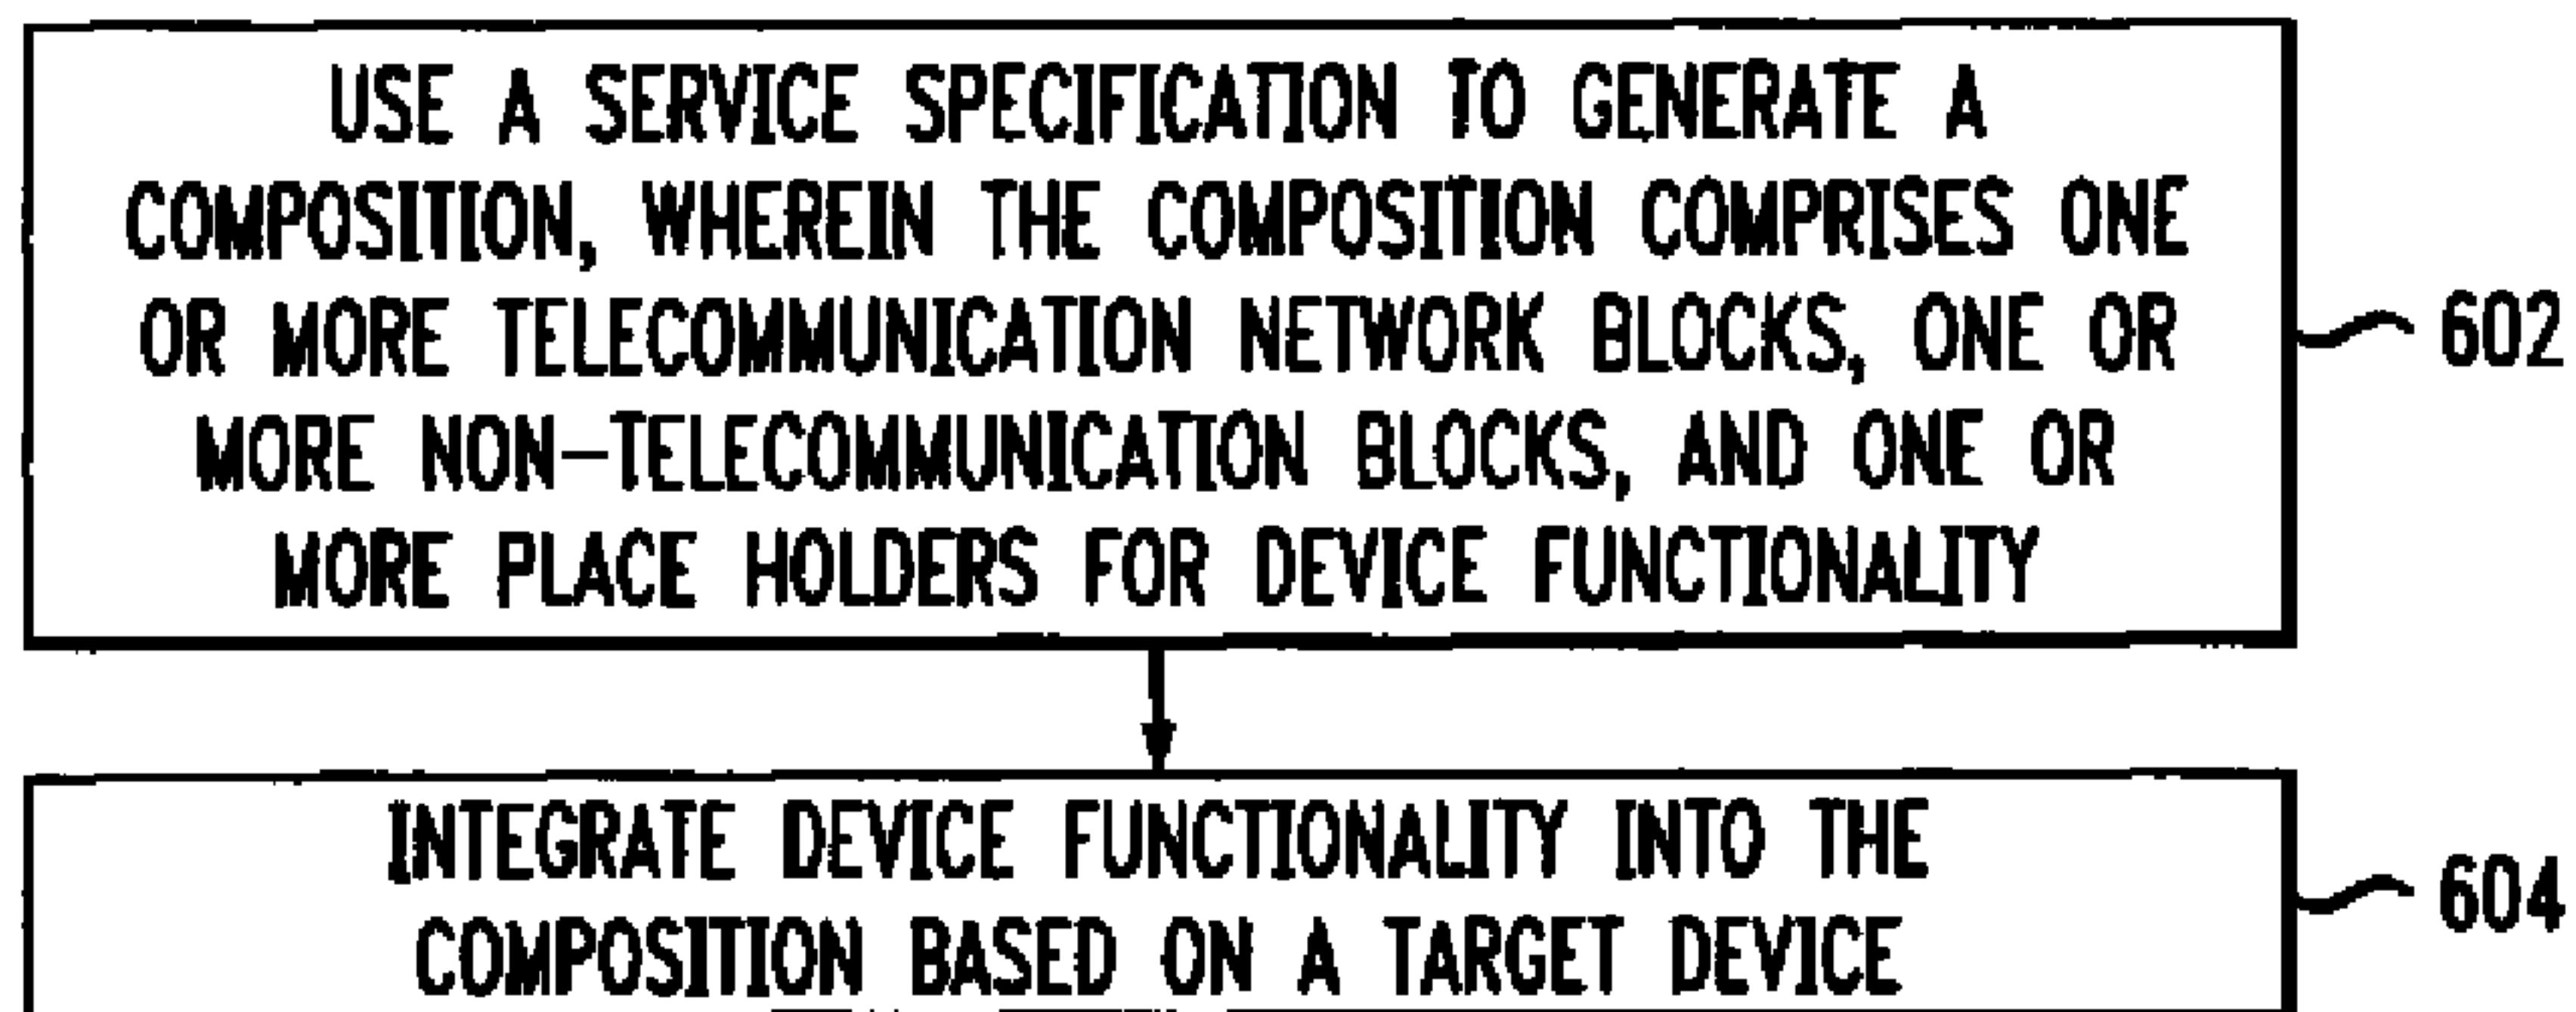 USE A SERVICE SPECIFICATION TO GENERATE A
COMPOSITION, WHEREIN THE COMPOSITION COMPRISES ONE
OR MORE TELECOMMUNICATION NETWORK BLOCKS, ONE OR
MORE NON-TELECOMMUNICATION BLOCKS, AND ONE OR
MORE PLACE HOLDERS FOR DEVICE FUNCTIONALITY
602
INTEGRATE DEVICE FUNCTIONALITY INTO THE
COMPOSITION BASED ON A TARGET DEVICE
604